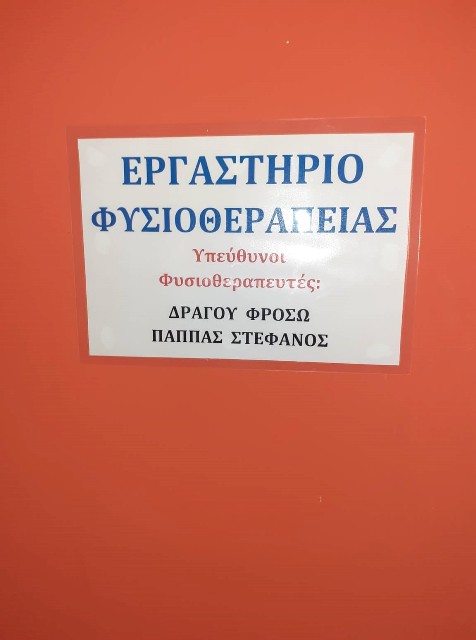 ΕΡΓΑΣΤΗΡΙΟ
ΦΥΣΙΟΘΕΡΑΠΕΙΑΣ
Υπεύθυνοι
Φυσιοθεραπευτές:
ΔΡΑΓΟΥ ΦΡΟΣΩ
ΠΑΠΠΑΣ ΣΤΕΦΑΝΟΣ